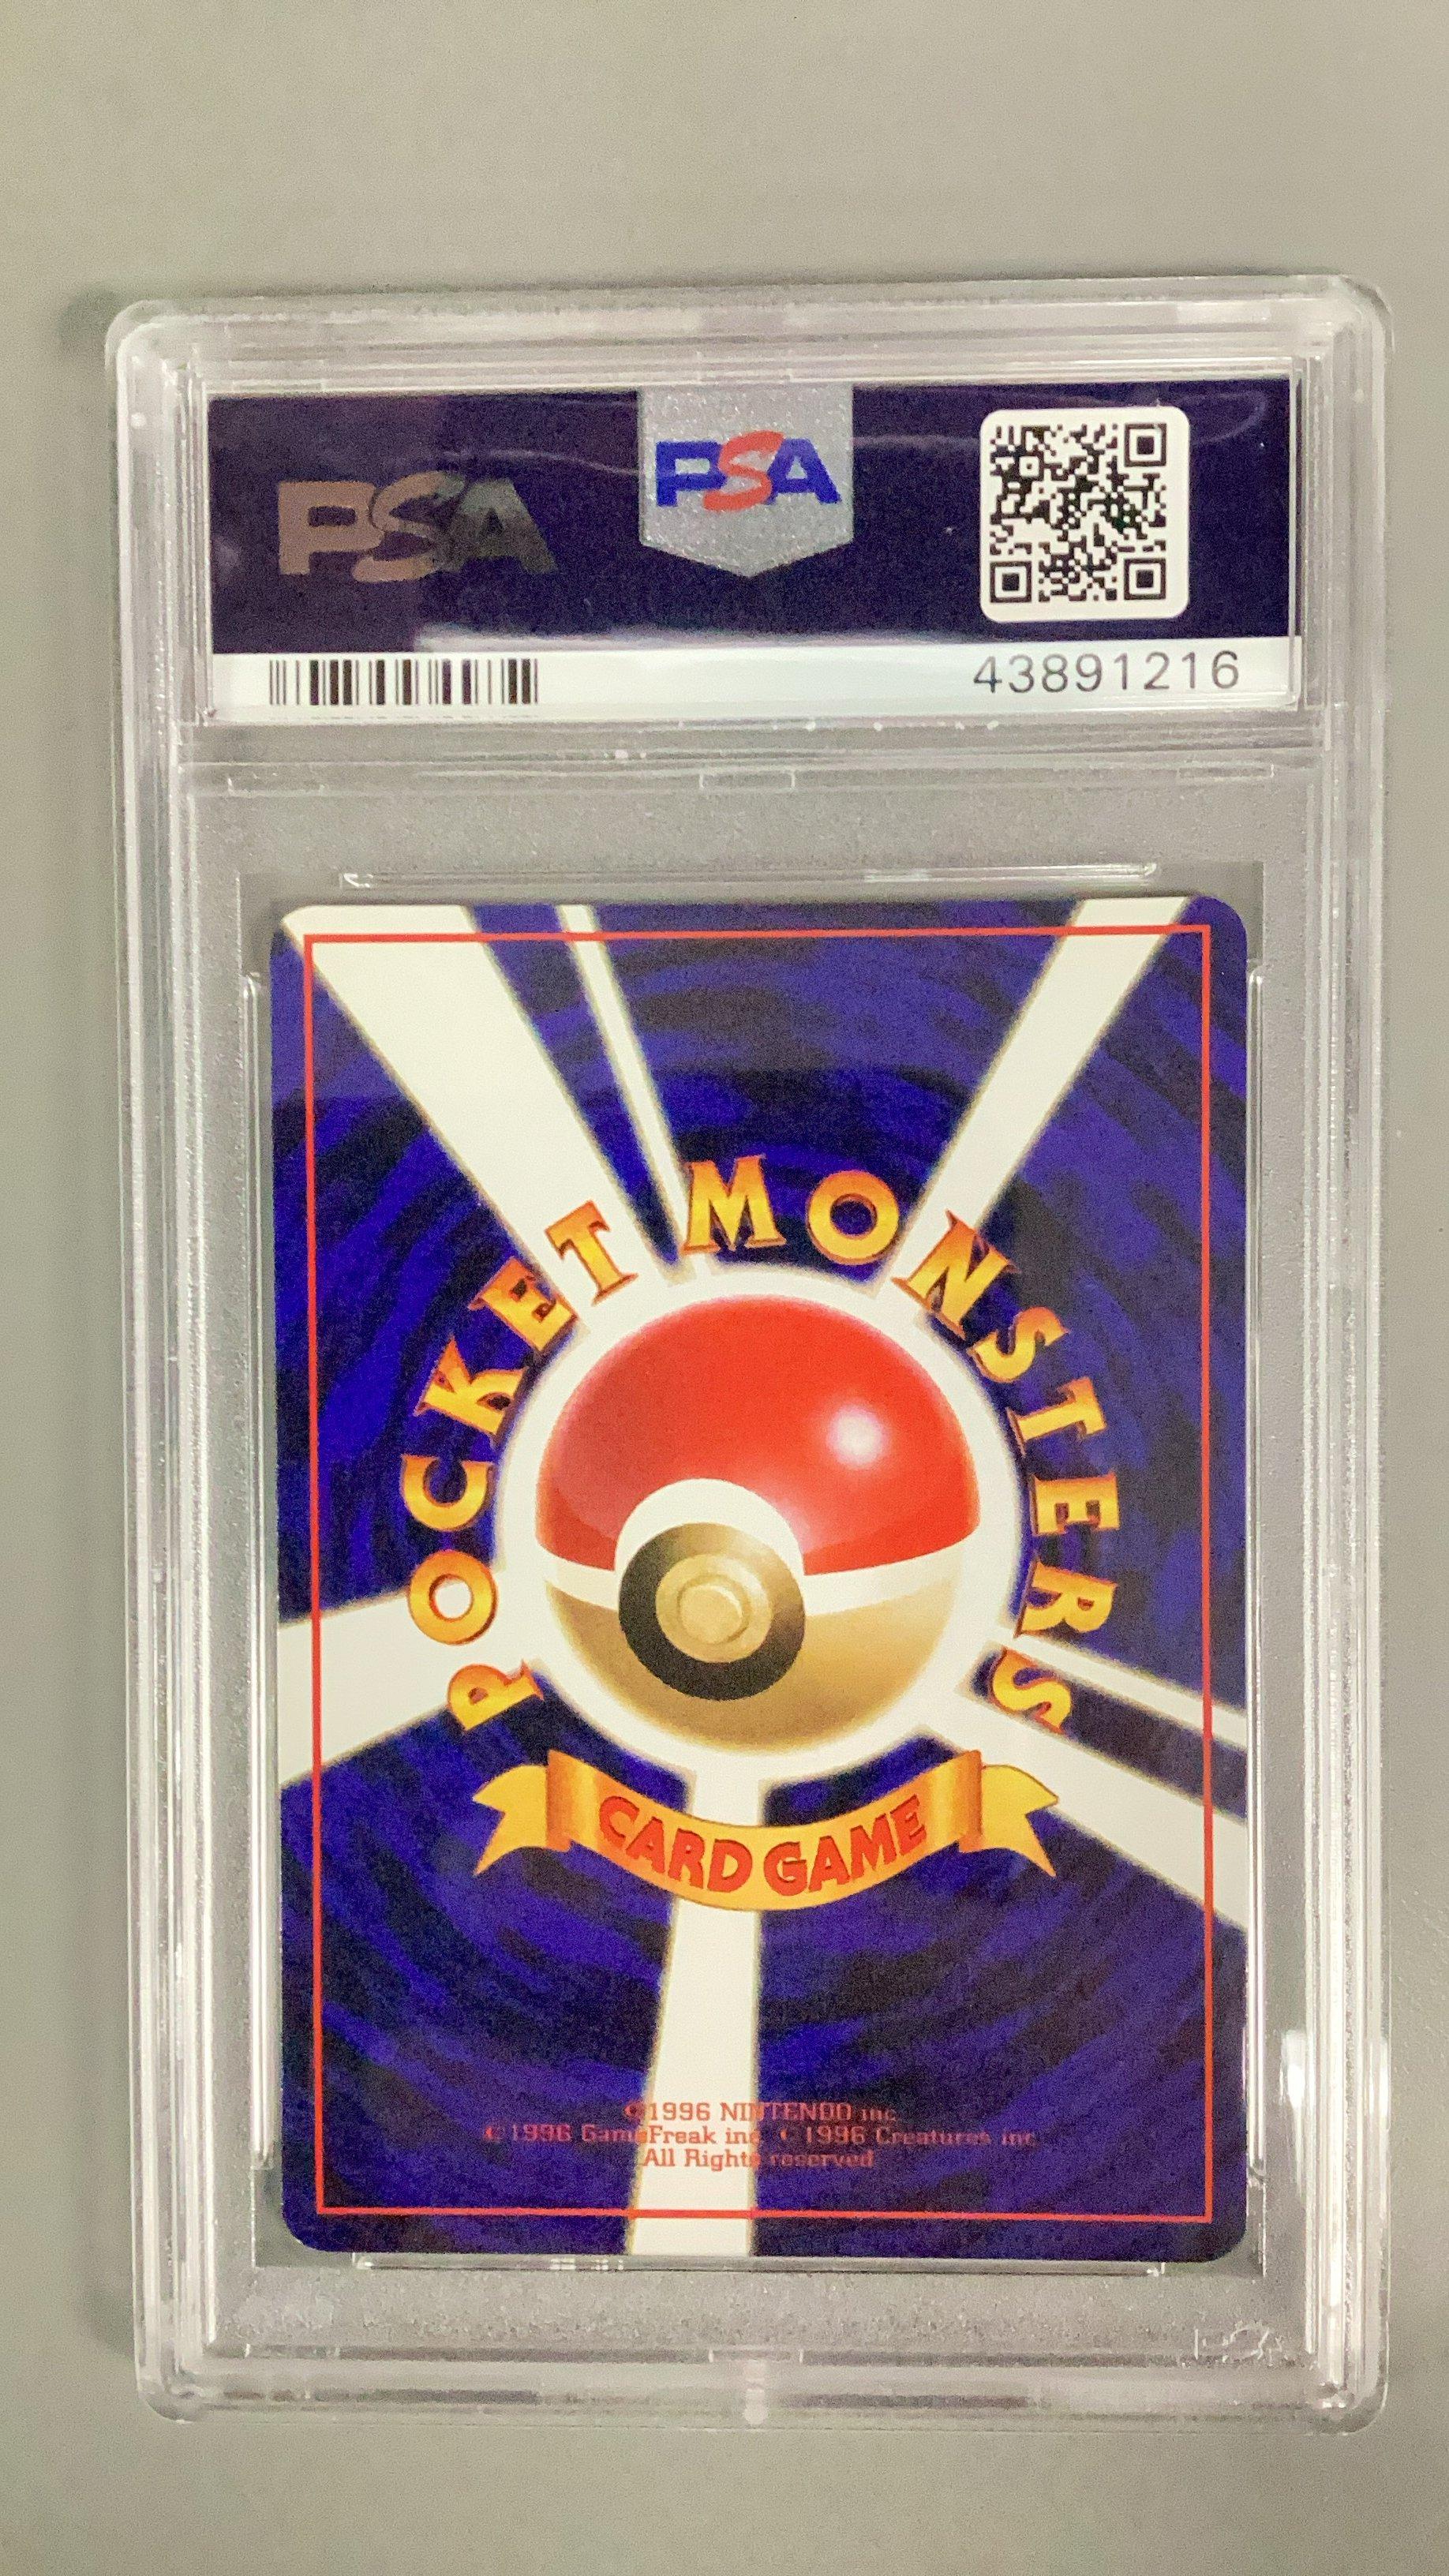 PSA
PSA
43891216
POCKET MONSTERS
CARD GAME
©1996 NINTENDO inc.
©1996 GameFreak inc. ©1996 Creatures inc.
All Rights reserved